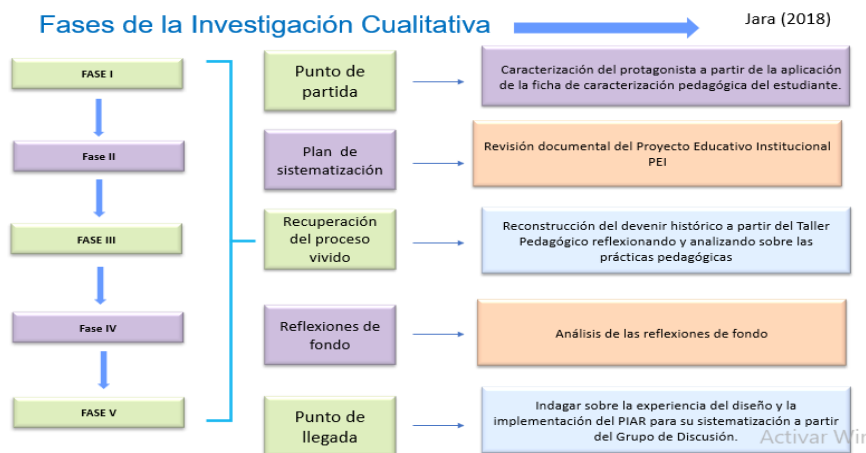 Fases de la Investigación Cualitativa
Jara (2018)
FASE I
Punto de
partida
Caracterización del protagonista a partir de la aplicación
de la ficha de caracterización pedagógica del estudiante.
Fase II
Plan de
sistematización
Revisión documental del Proyecto Educativo Institucional
PEI
FASE III
Recuperación
del proceso
vivido
Reconstrucción del devenir histórico a partir del Taller
Pedagógico reflexionando y analizando sobre las
prácticas pedagógicas
Fase IV
Reflexiones de
fondo
Análisis de las reflexiones de fondo
FASE V
Punto de
llegada
Indagar sobre la experiencia del diseño y la
implementación del PIAR para su sistematización a partir
del Grupo de Discusión.
Activar Win